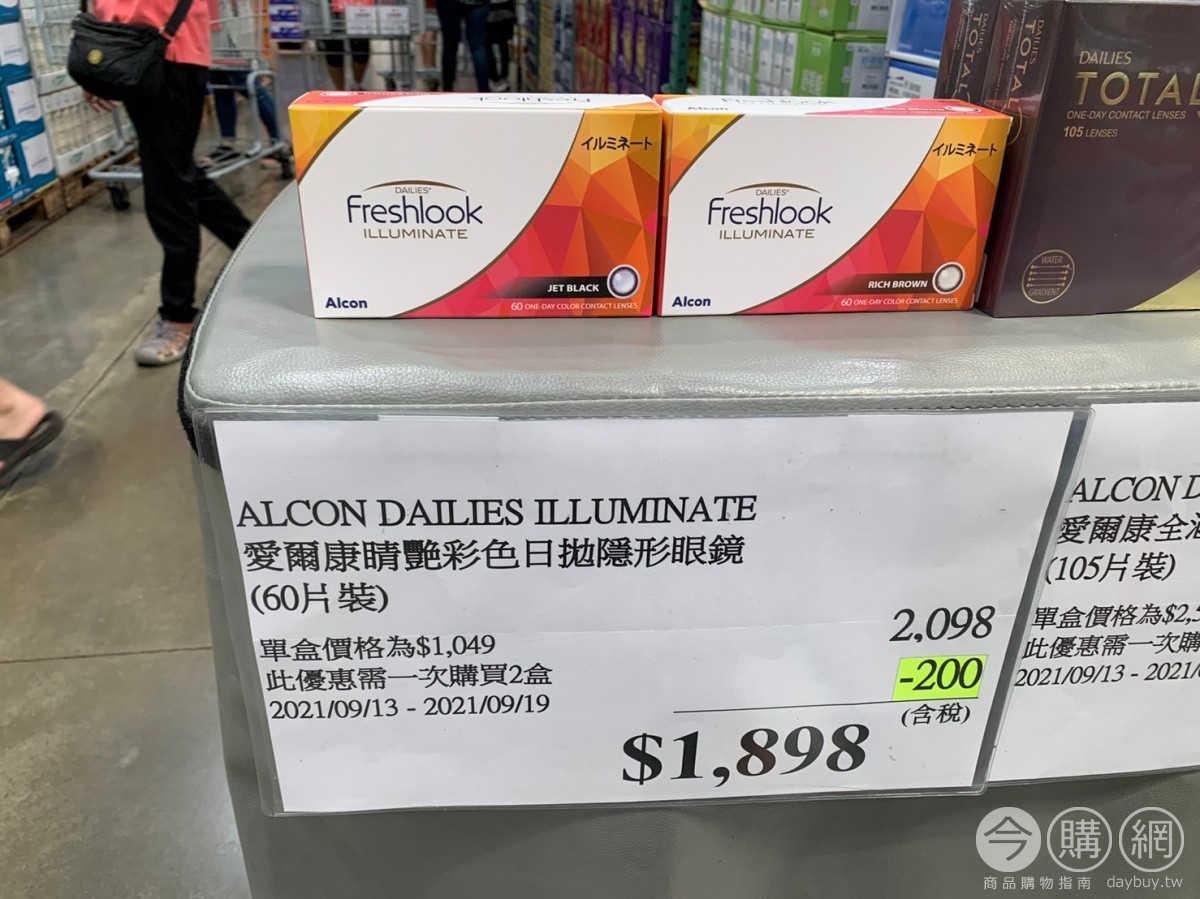 イルミネート
DAILIES®
Freshlook
ILLUMINATE
JET BLACK
Alcon
60 ONE-DAY COLOR CONTACT LENSES
イルミネート
DAILIES®
Freshlook
ILLUMINATE
RICH BROWN
Alcon
60 ONE-DAY COLOR CONTACT LENSES
DAILIES
TOTAL
DAILIES
TOTAL
ONE-DAY CONTACT LENSES
105 LENSES
WATER
GRADIENT
ALCON DAILIES ILLUMINATE
愛爾康睛艷彩色日拋隱形眼鏡
(60片裝)
單盒價格為$1,049
此優惠需一次購買2盒
2021/09/13 - 2021/09/19
2,098
-200
(含稅)
$1,898
ALCON D
愛爾康全
(105片裝)
單盒價格為$2,5
此優惠需一次購
2021/09/13 - 2021/
今購網
商品購物指南 daybuy.tw